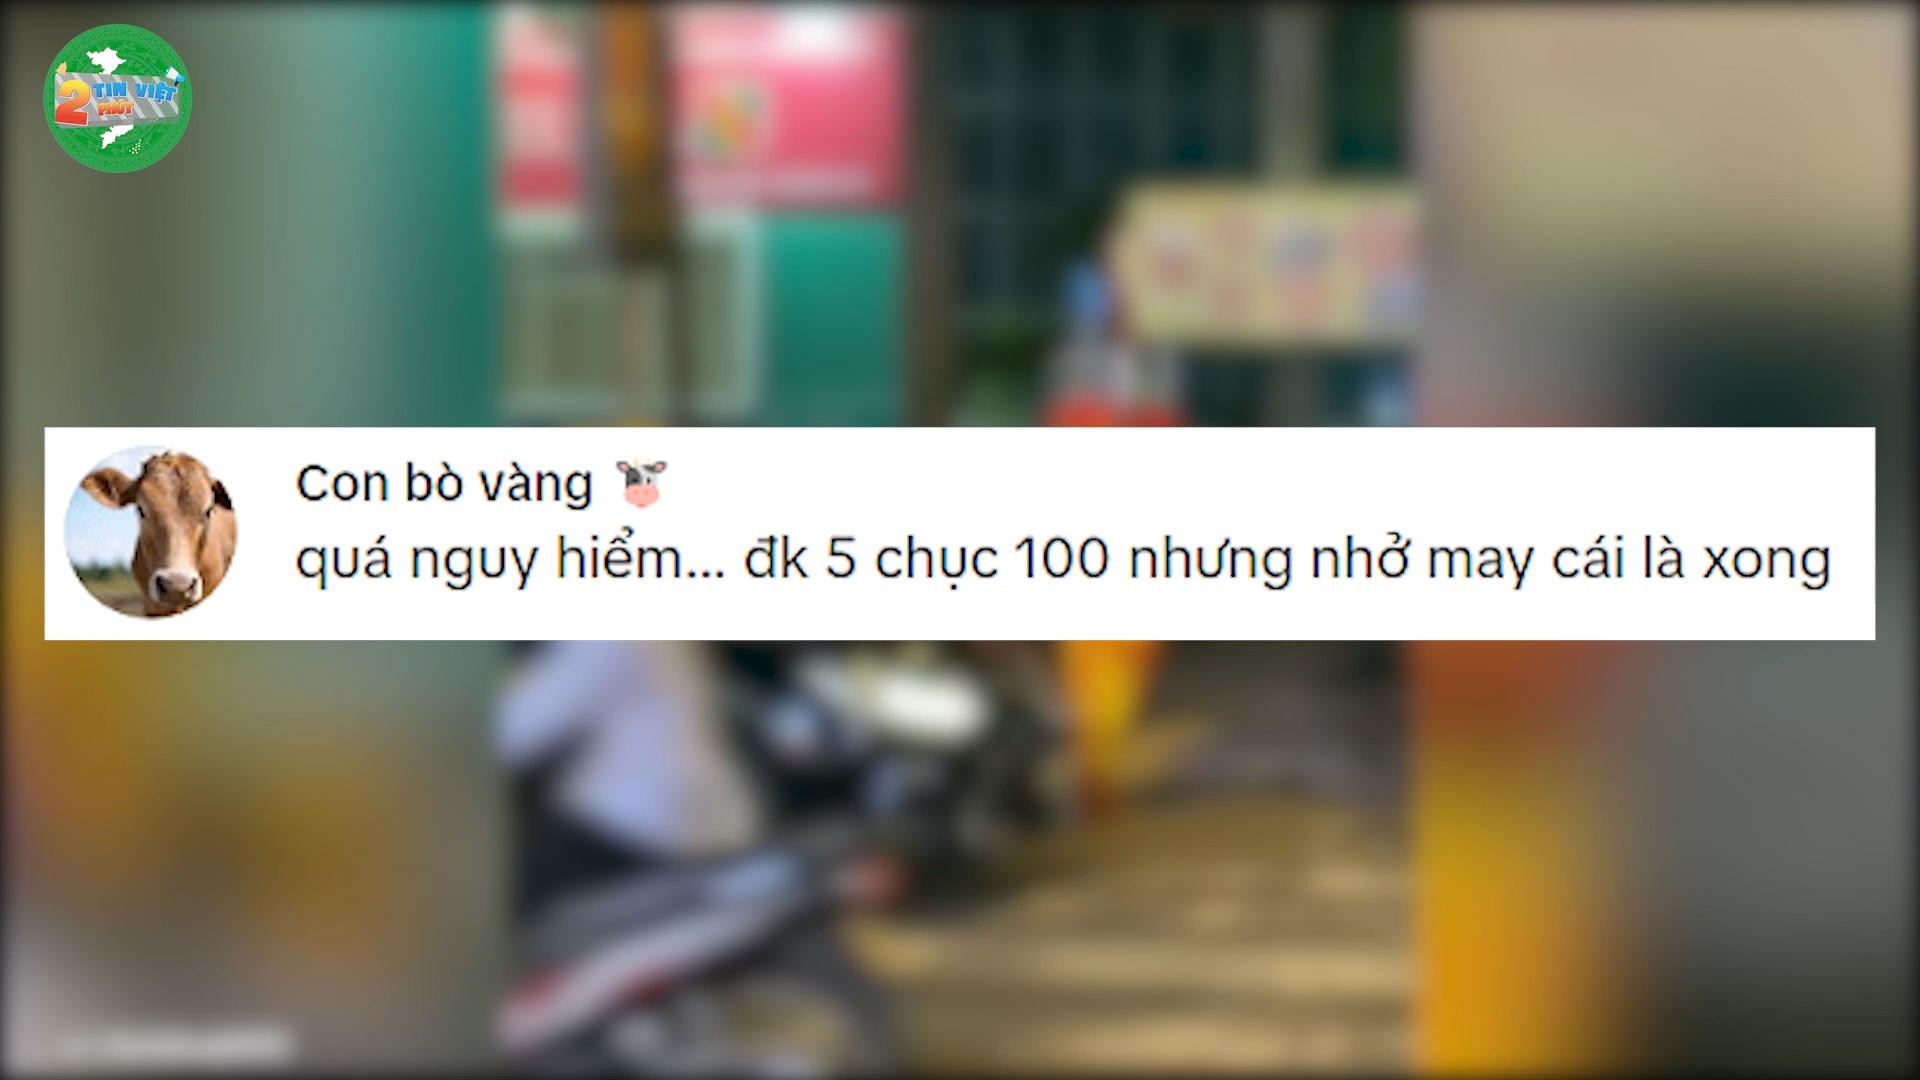 2 TIN VIỆT
PHÚT
Con bò vàng 🐮
quá nguy hiểm... đk 5 chục 100 nhưng nhở may cái là xong